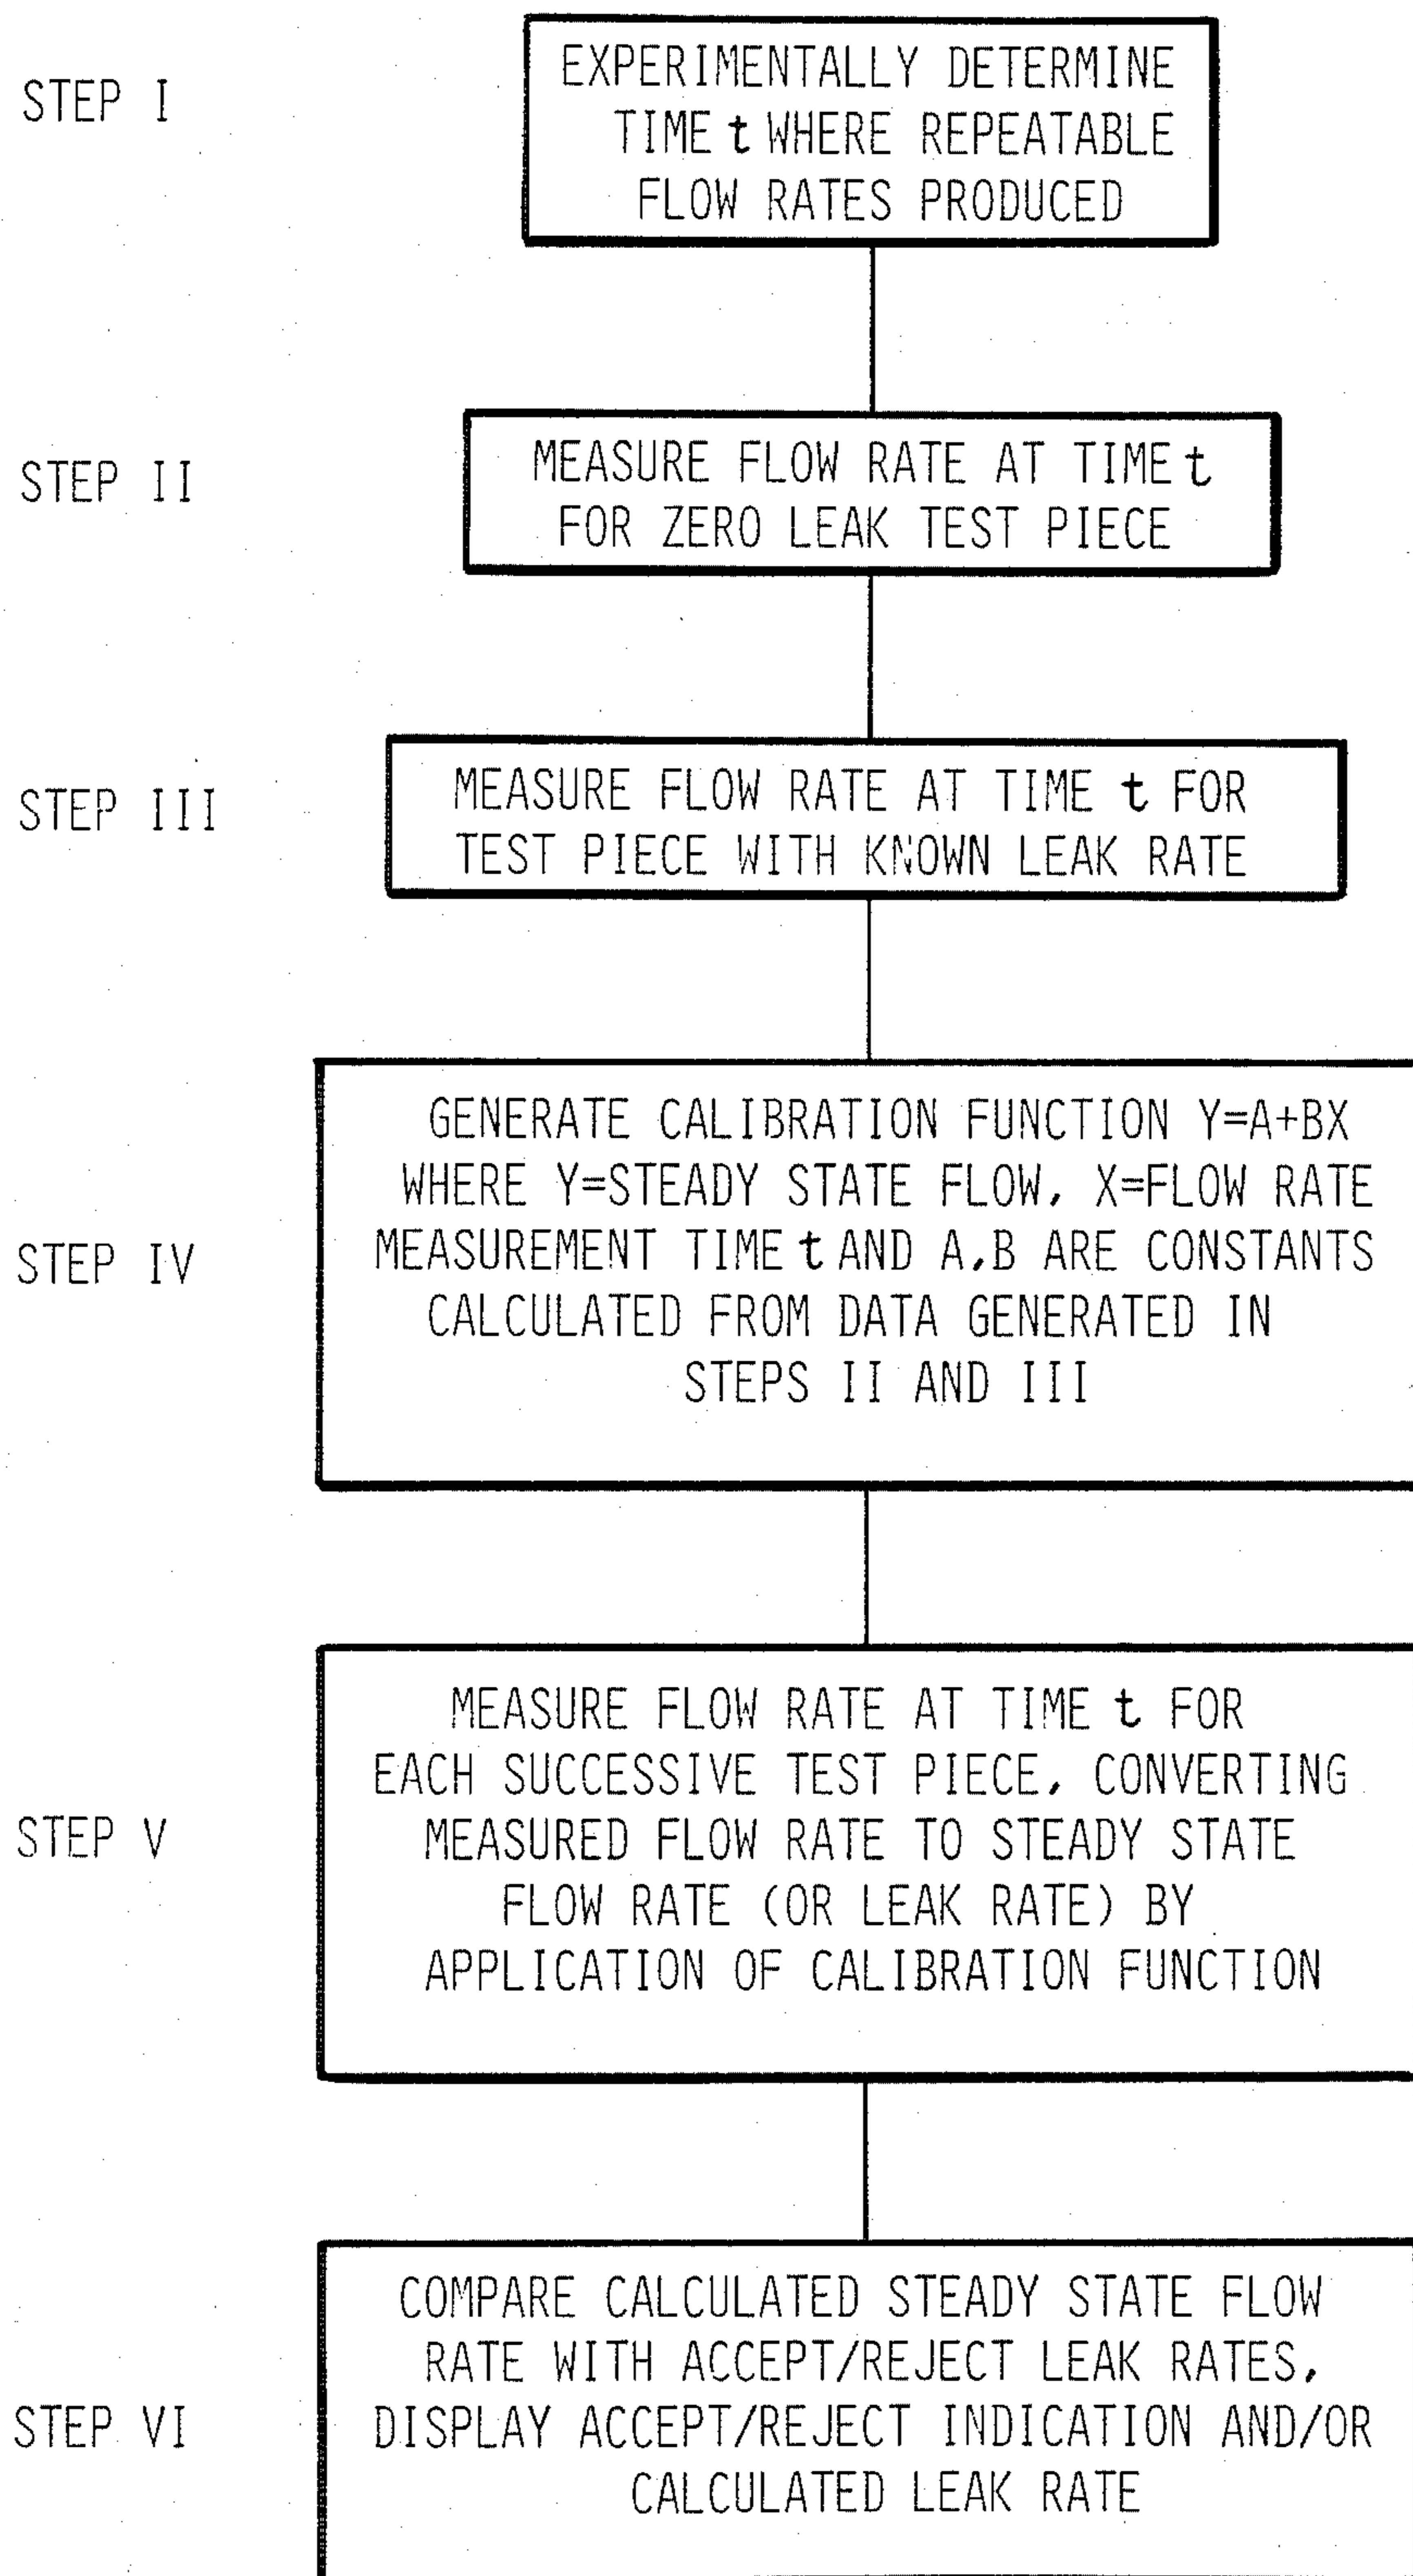 STEP I
EXPERIMENTALLY DETERMINE
TIME t WHERE REPEATABLE
FLOW RATES PRODUCED
STEP II
MEASURE FLOW RATE AT TIME t
FOR ZERO LEAK TEST PIECE
STEP III
MEASURE FLOW RATE AT TIME t FOR
TEST PIECE WITH KNOWN LEAK RATE
STEP IV
GENERATE CALIBRATION FUNCTION Y=A+BX
WHERE Y=STEADY STATE FLOW, X=FLOW RATE
MEASUREMENT TIME t AND A,B ARE CONSTANTS
CALCULATED FROM DATA GENERATED IN
STEPS II AND III
STEP V
MEASURE FLOW RATE AT TIME t FOR
EACH SUCCESSIVE TEST PIECE, CONVERTING
MEASURED FLOW RATE TO STEADY STATE
FLOW RATE (OR LEAK RATE) BY
APPLICATION OF CALIBRATION FUNCTION
STEP VI
COMPARE CALCULATED STEADY STATE FLOW
RATE WITH ACCEPT/REJECT LEAK RATES,
DISPLAY ACCEPT/REJECT INDICATION AND/OR
CALCULATED LEAK RATE